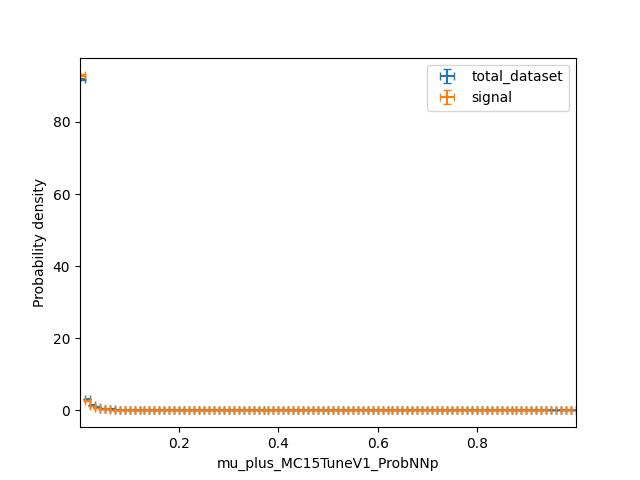 total_dataset
signal
Probability density
80
60
40
20
0
0.2 0.4 0.6 0.8
mu_plus_MC15TuneV1_ProbNNp